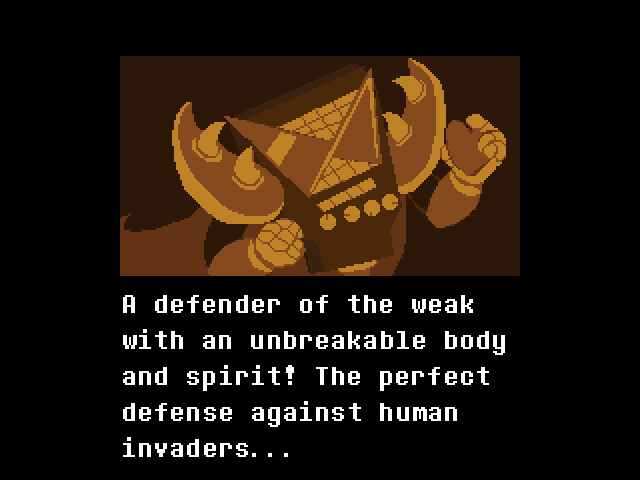 A defender of the weak
with an unbreakable body
and spirit! The perfect
defense against human
invaders...